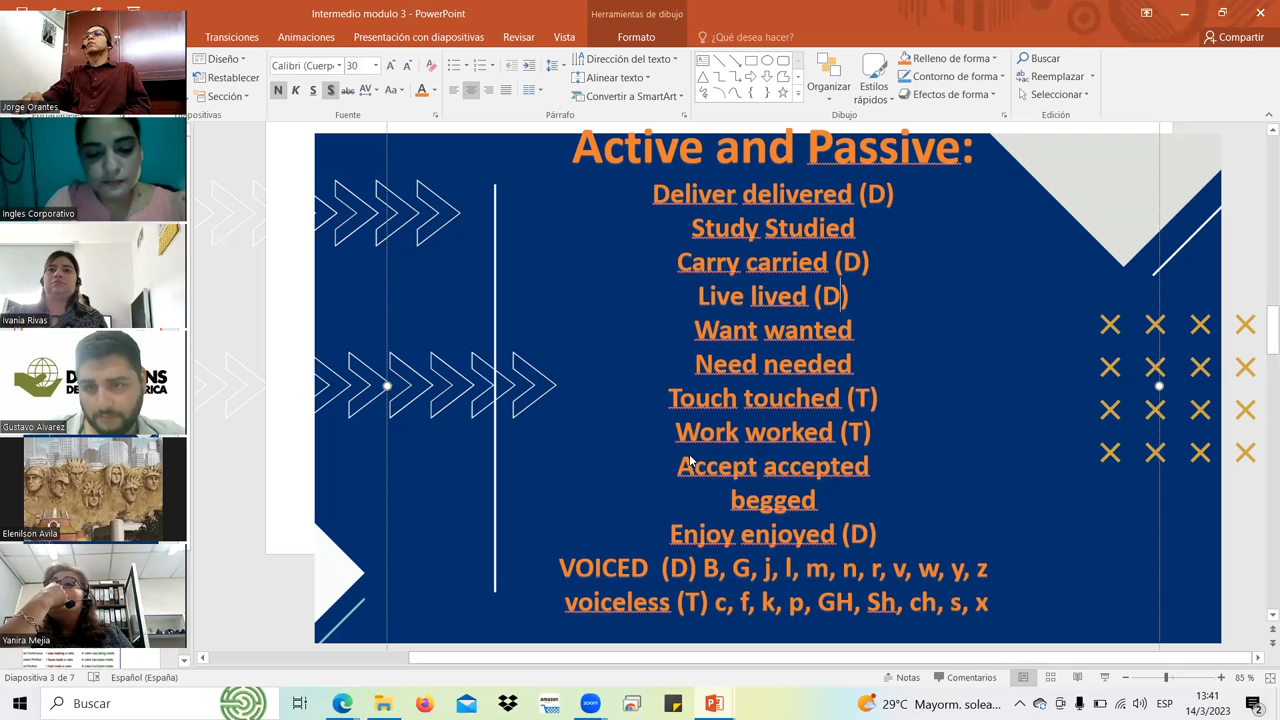 Intermedio modulo 3 - PowerPoint
Herramientas de dibujo
Transiciones
Animaciones
Presentación con diapositivas
Revisar
Vista
Formato
¿Qué desea hacer?
Compartir
Diseño
Restablecer
Sección
Calibri (Cuerp
30
Dirección del texto
Alinear texto
Convertir a SmartArt
Organizar
Estilos
rápidos
Relleno de forma
Contorno de forma
Efectos de forma
Buscar
Reemplazar
Seleccionar
Fuente
Párrafo
Dibujo
Edición
Jorge Orantes
Ingles Corporativo
Ivania Rivas
Gustavo Alvarez
Elenilson Avila
Yanira Mejia
Active and Passive:
Deliver delivered (D)
Study Studied
Carry carried (D)
Live lived (D)
Want wanted
Need needed
Touch touched (T)
Work worked (T)
Accept accepted
begged
Enjoy enjoyed (D)
VOICED (D) B, G, j, l, m, n, r, v, w, y, z
voiceless (T) c, f, k, p, GH, Sh, ch, s, x
Diapositiva 3 de 7
Español (España)
Notas
Comentarios
85 %
Buscar
29°C Mayorm. solea...
ESP
13:41
14/3/2023
2